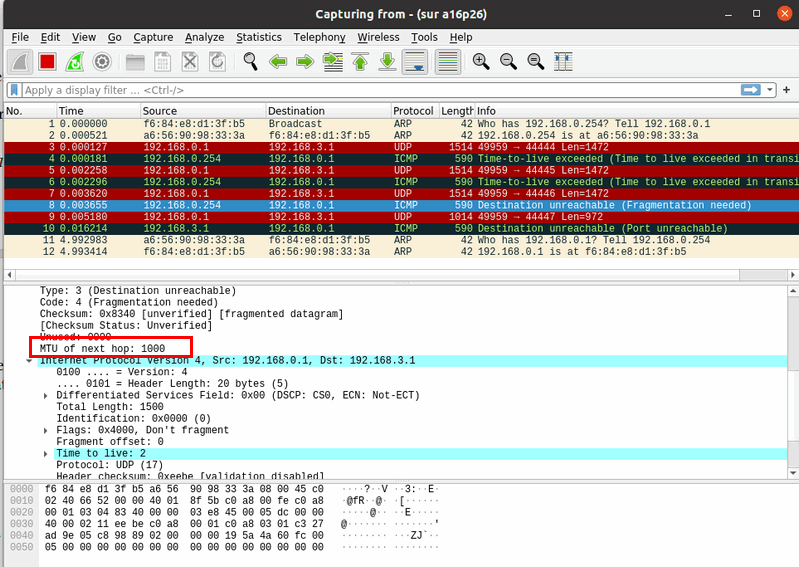 Capturing from - (sur a16p26)
File Edit View Go Capture Analyze Statistics Telephony Wireless Tools Help
Apply a display filter ... <Ctrl-/>
No. Time Source Destination Protocol Length Info
1 0.000000 f6:84:e8:d1:3f:b5 Broadcast ARP 42 Who has 192.168.0.254? Tell 192.168.0.1
2 0.000521 a6:56:90:98:33:3a f6:84:e8:d1:3f:b5 ARP 42 192.168.0.254 is at a6:56:90:98:33:3a
3 0.000127 192.168.0.1 192.168.3.1 UDP 1514 49959 → 44444 Len=1472
4 0.000181 192.168.0.254 192.168.0.1 ICMP 590 Time-to-live exceeded (Time to live exceeded in transi
5 0.002258 192.168.0.1 192.168.3.1 UDP 1514 49959 → 44445 Len=1472
6 0.002296 192.168.0.254 192.168.0.1 ICMP 590 Time-to-live exceeded (Time to live exceeded in transi
7 0.003620 192.168.0.1 192.168.3.1 UDP 1514 49959 → 44446 Len=1472
8 0.003655 192.168.0.254 192.168.0.1 ICMP 590 Destination unreachable (Fragmentation needed)
9 0.005180 192.168.0.1 192.168.3.1 UDP 1014 49959 → 44447 Len=972
10 0.016214 192.168.3.1 192.168.0.1 ICMP 590 Destination unreachable (Port unreachable)
11 4.992983 a6:56:90:98:33:3a f6:84:e8:d1:3f:b5 ARP 42 Who has 192.168.0.1? Tell 192.168.0.254
12 4.993414 f6:84:e8:d1:3f:b5 a6:56:90:98:33:3a ARP 42 192.168.0.1 is at f6:84:e8:d1:3f:b5
Type: 3 (Destination unreachable)
Code: 4 (Fragmentation needed)
Checksum: 0x8340 [unverified] [fragmented datagram]
[Checksum Status: Unverified]
Unused: 0000
MTU of next hop: 1000
Internet Protocol Version 4, Src: 192.168.0.1, Dst: 192.168.3.1
0100 .... = Version: 4
.... 0101 = Header Length: 20 bytes (5)
Differentiated Services Field: 0x00 (DSCP: CS0, ECN: Not-ECT)
Total Length: 1500
Identification: 0x0000 (0)
Flags: 0x4000, Don't fragment
Fragment offset: 0
Time to live: 2
Protocol: UDP (17)
Header checksum: 0xeebe [validation disabled]
0000 f6 84 e8 d1 3f b5 a6 56 90 98 33 3a 08 00 45 c0 ····?··V ··3:··E·
0010 02 40 66 52 00 00 40 01 8f 5b c0 a8 00 fe c0 a8 ·@fR··@· ·[······
0020 00 01 03 04 83 40 00 00 03 e8 45 00 05 dc 00 00 ·····@·· ··E·····
0030 40 00 02 11 ee be c0 a8 00 01 c0 a8 03 01 c3 27 @······· ·······'
0040 ad 9e 05 c8 98 89 02 00 00 00 19 5a 4a 60 fc 00 ········ ···ZJ`··
0050 05 00 00 00 00 00 00 00 00 00 00 00 00 00 00 00 ········ ········